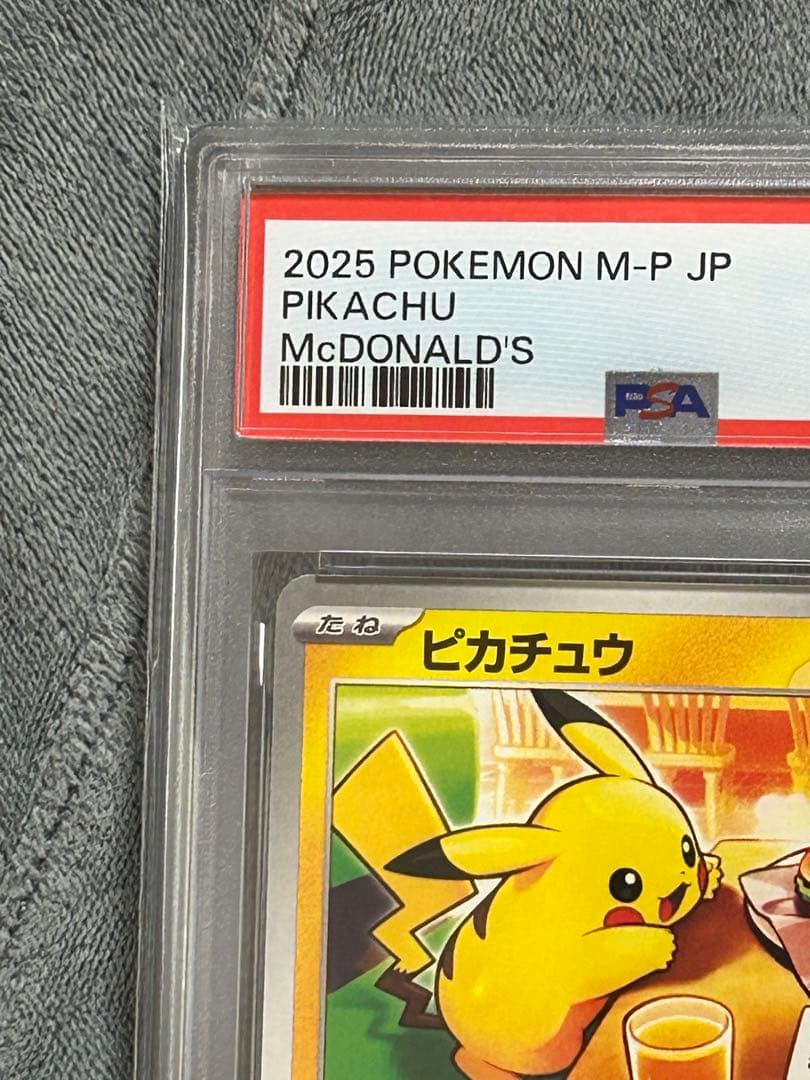 2025 POKEMON M-P JP
PIKACHU
McDONALD'S
PSA
たね
ピカチュウ